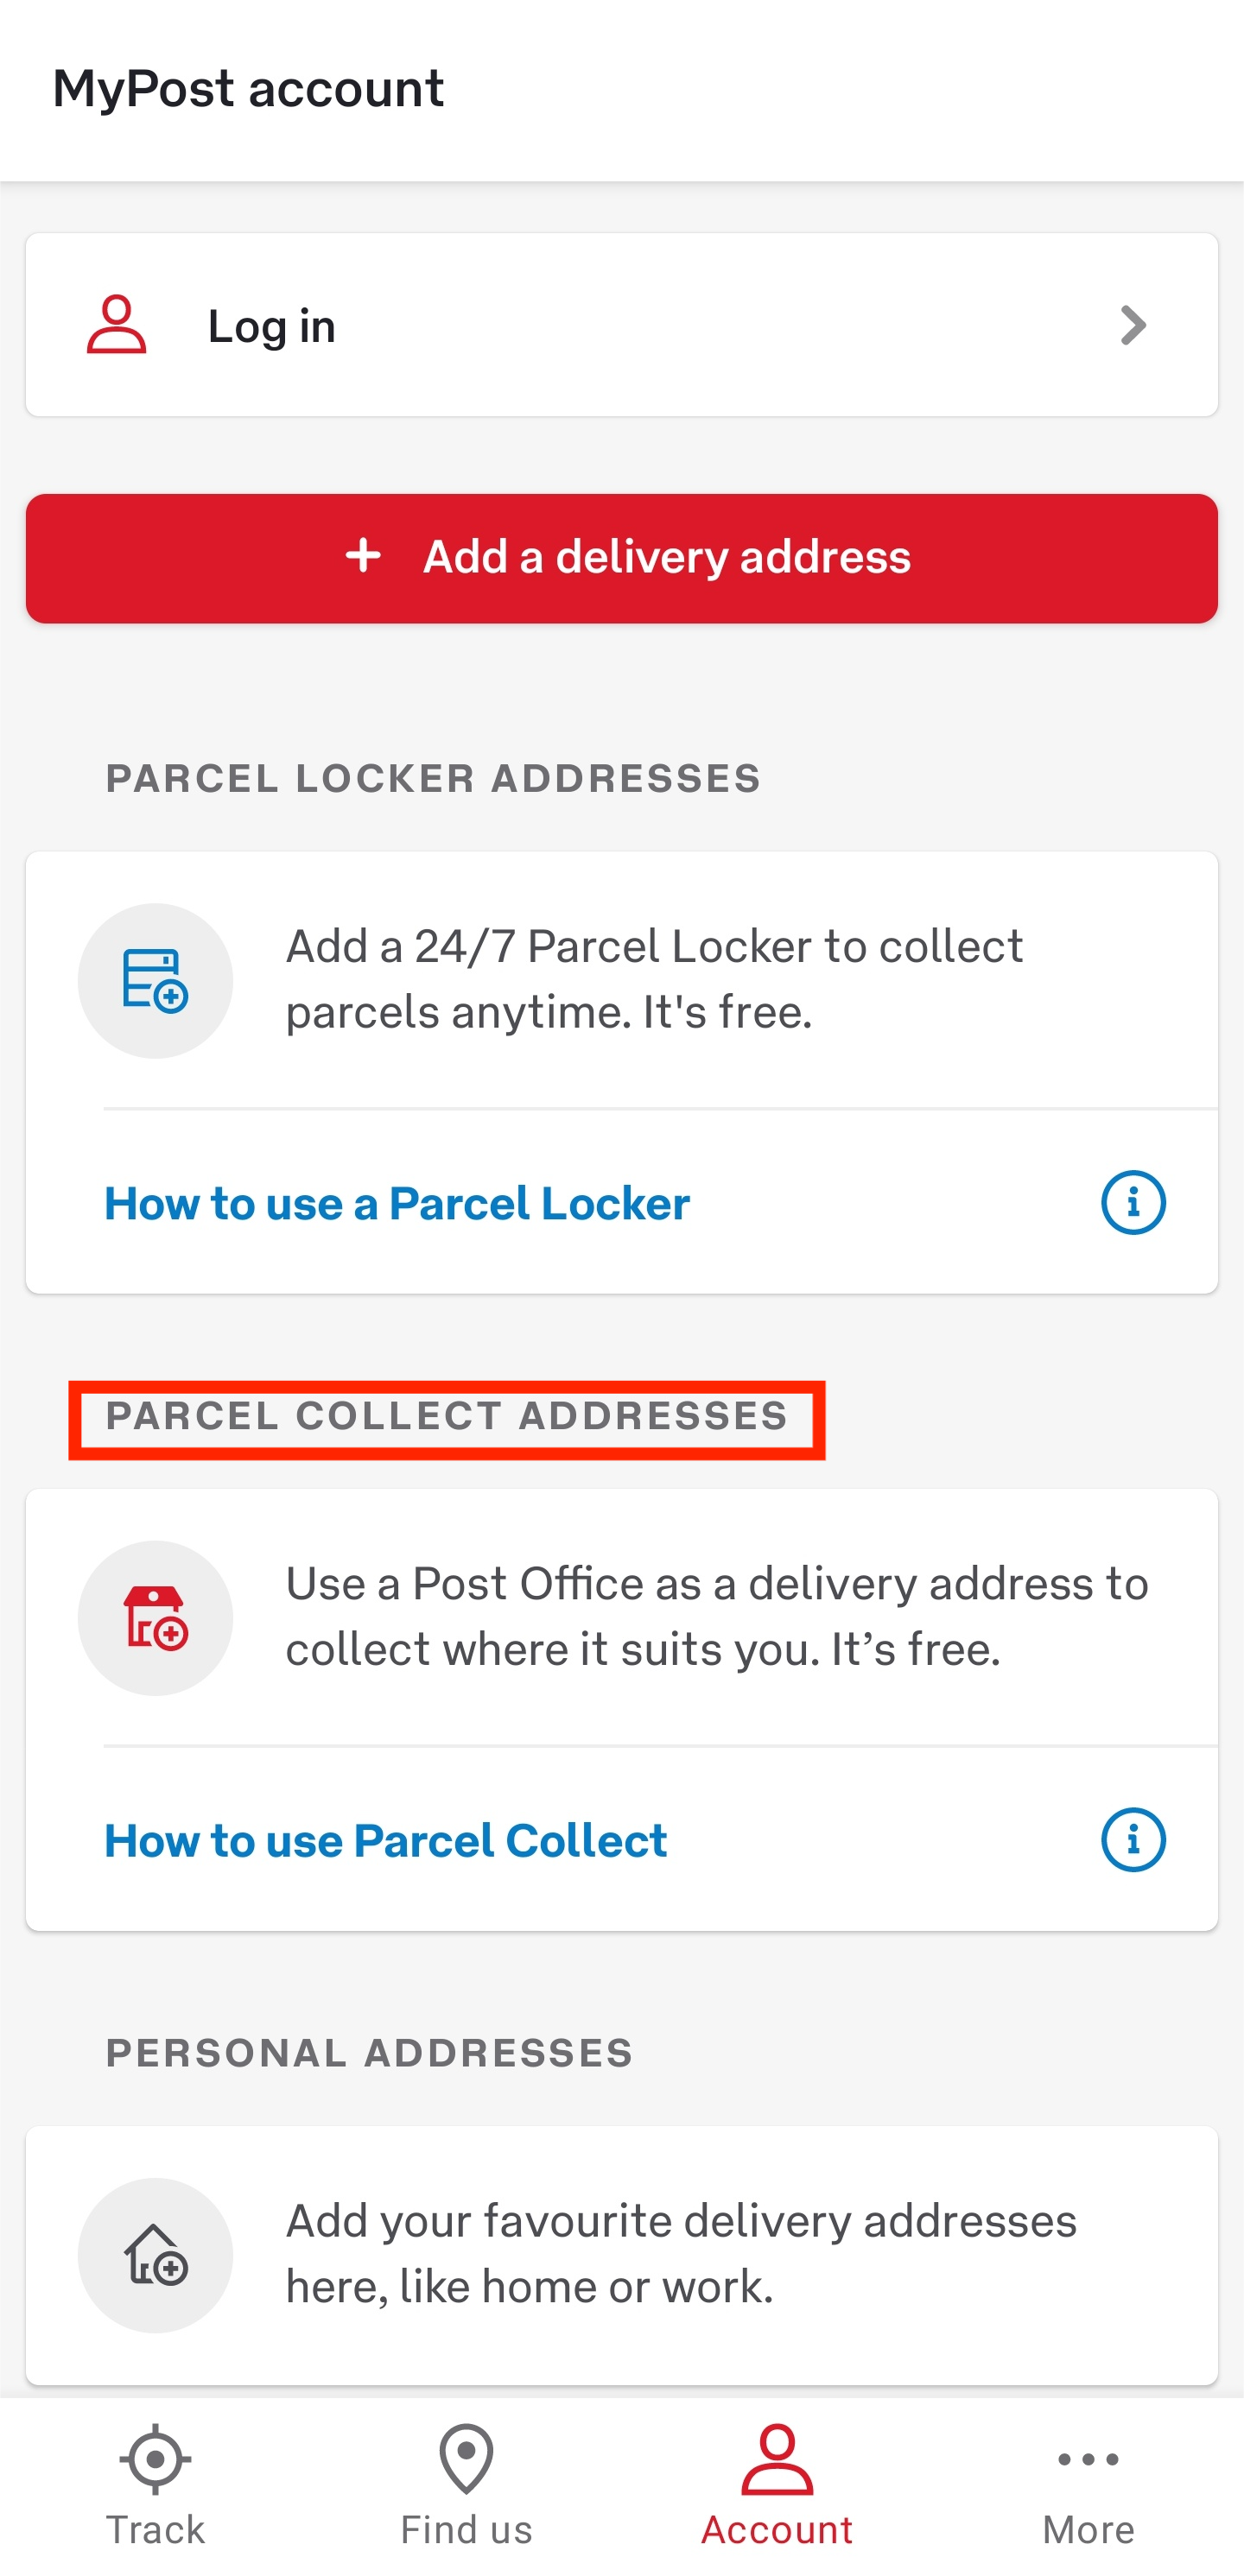 MyPost account
Log in
+ Add a delivery address
PARCEL LOCKER ADDRESSES
Add a 24/7 Parcel Locker to collect
parcels anytime. It's free.
How to use a Parcel Locker
PARCEL COLLECT ADDRESSES
Use a Post Office as a delivery address to
collect where it suits you. It’s free.
How to use Parcel Collect
PERSONAL ADDRESSES
Add your favourite delivery addresses
here, like home or work.
Track Find us Account More